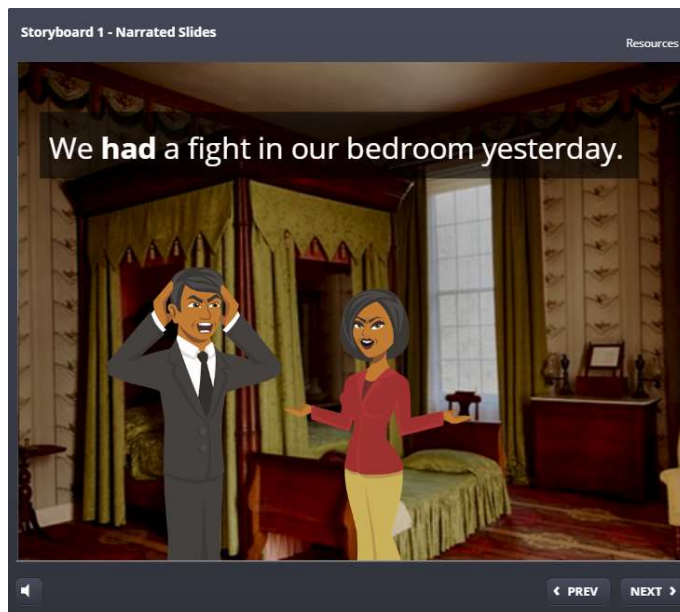 Storyboard 1 - Narrated Slides
Resources
We had a fight in our bedroom yesterday.
PREV
NEXT